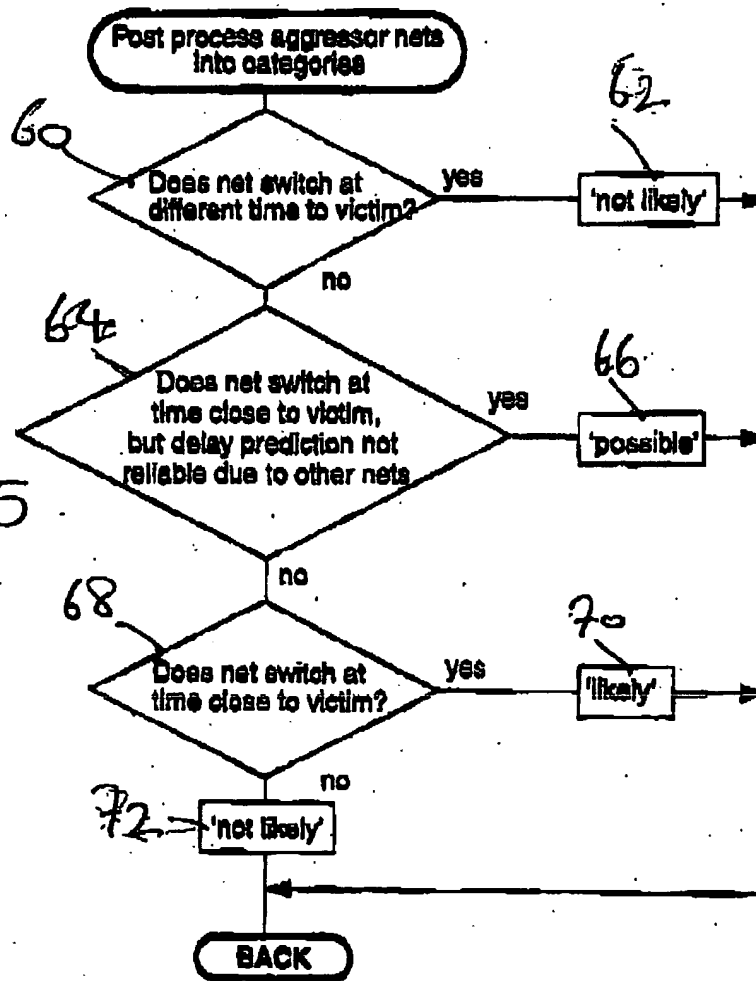 Post process aggressor nets
into categories
60
62
Does net switch at
different time to victim?
yes
'not likely'
no
64
66
Does net switch at
time close to victim,
but delay prediction not
reliable due to other nets
yes
'possible'
5
no
68
70
Does net switch at
time close to victim?
yes
'likely'
no
72
'not likely'
BACK